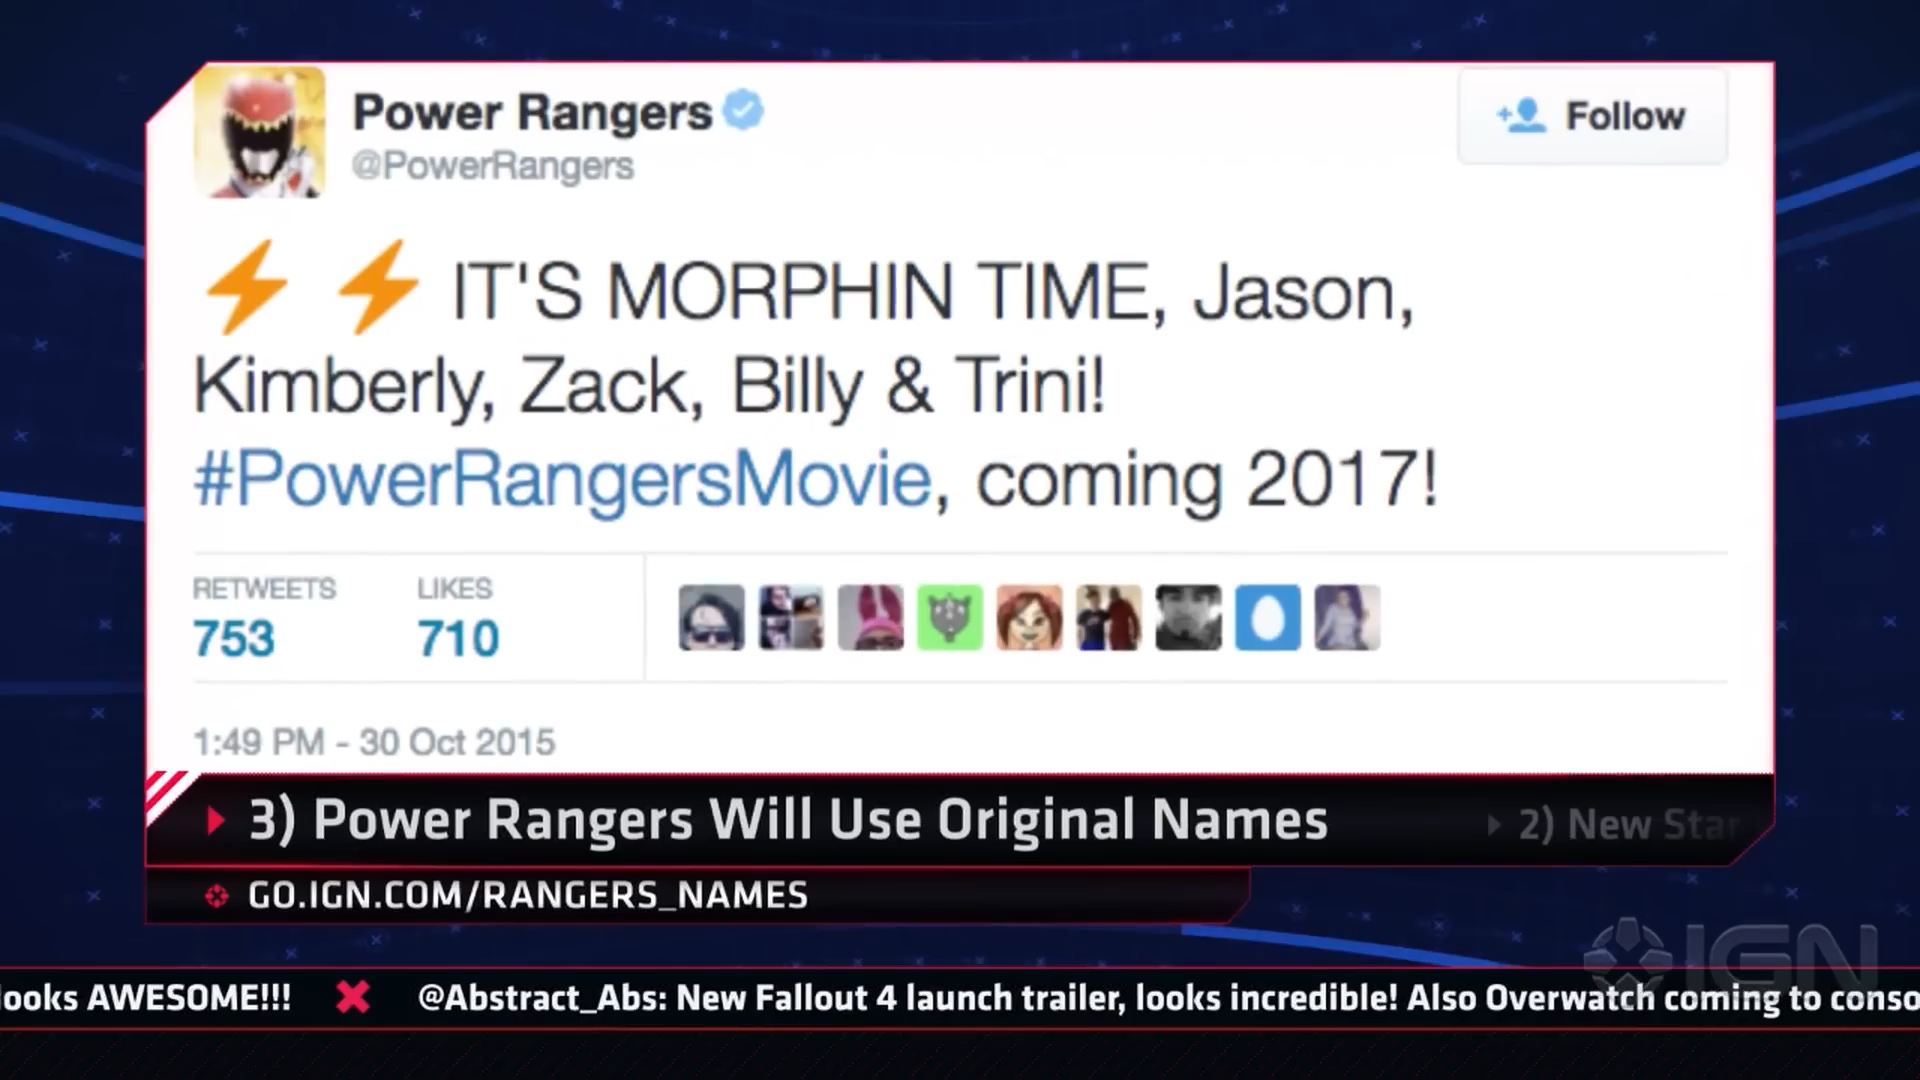 Power Rangers
@PowerRangers
Follow
⚡ ⚡ IT'S MORPHIN TIME, Jason,
Kimberly, Zack, Billy & Trini!
#PowerRangersMovie, coming 2017!
RETWEETS LIKES
753 710
1:49 PM - 30 Oct 2015
3) Power Rangers Will Use Original Names 2) New Star
GO.IGN.COM/RANGERS_NAMES
IGN
looks AWESOME!!! @Abstract_Abs: New Fallout 4 launch trailer, looks incredible! Also Overwatch coming to conso